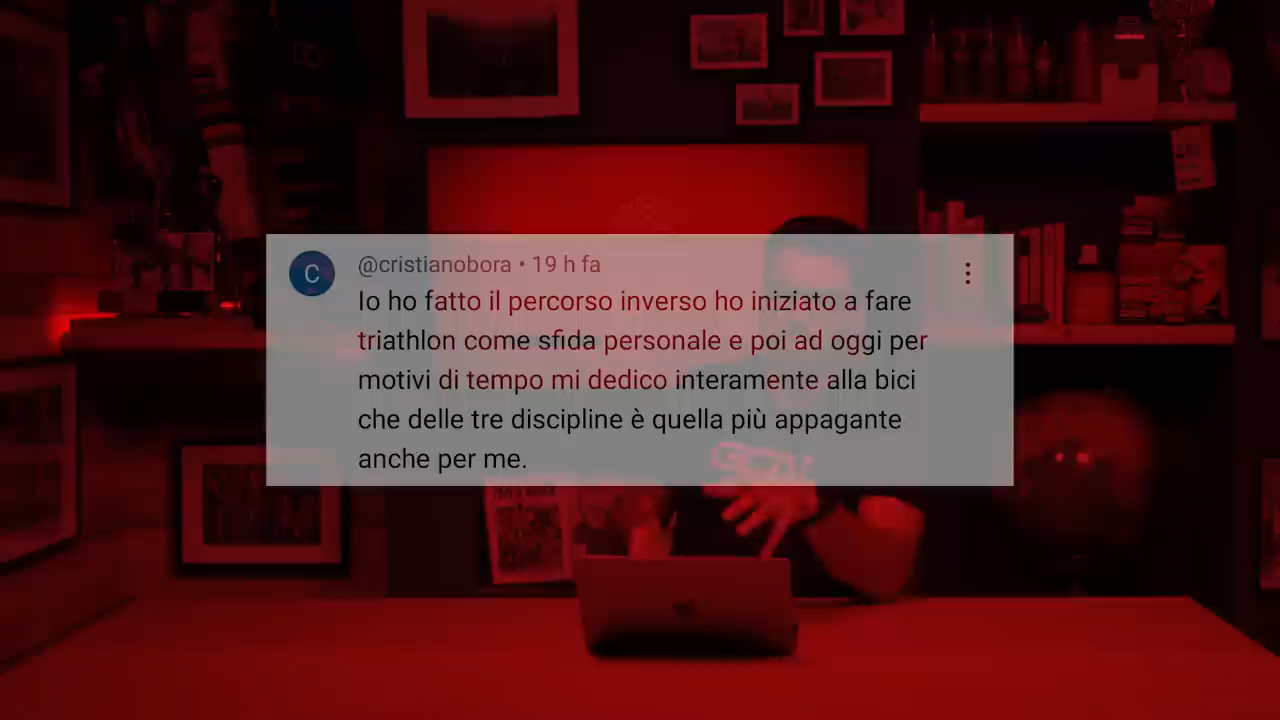 C
@cristianobora • 19 h fa
Io ho fatto il percorso inverso ho iniziato a fare
triathlon come sfida personale e poi ad oggi per
motivi di tempo mi dedico interamente alla bici
che delle tre discipline è quella più appagante
anche per me.